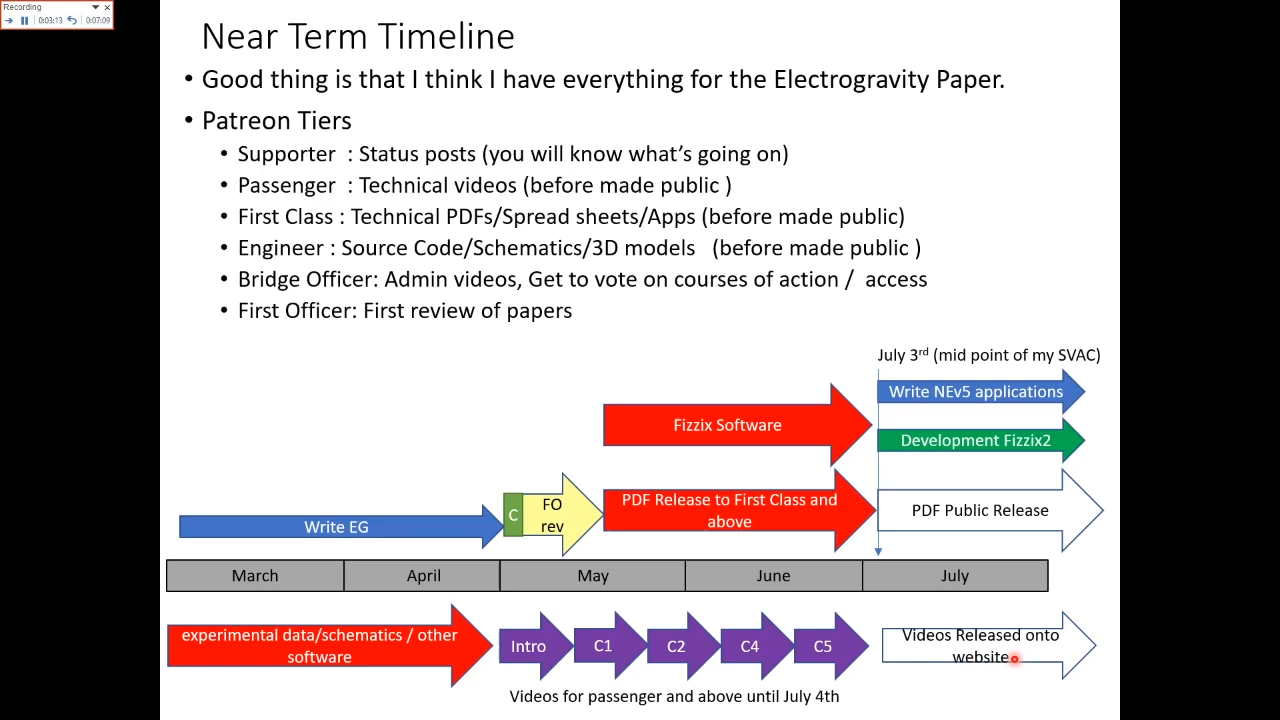 Recording
0:03:13 0:07:09
Near Term Timeline
• Good thing is that I think I have everything for the Electrogravity Paper.
• Patreon Tiers
• Supporter : Status posts (you will know what's going on)
• Passenger : Technical videos (before made public )
• First Class : Technical PDFs/Spread sheets/Apps (before made public)
• Engineer : Source Code/Schematics/3D models (before made public )
• Bridge Officer: Admin videos, Get to vote on courses of action / access
• First Officer: First review of papers
July 3rd (mid point of my SVAC)
Write NEv5 applications
Fizzix Software
Development Fizzix2
Write EG
C
FO
rev
PDF Release to First Class and
above
PDF Public Release
March April May June July
experimental data/schematics / other
software
Intro C1 C2 C4 C5
Videos Released onto
website
Videos for passenger and above until July 4th